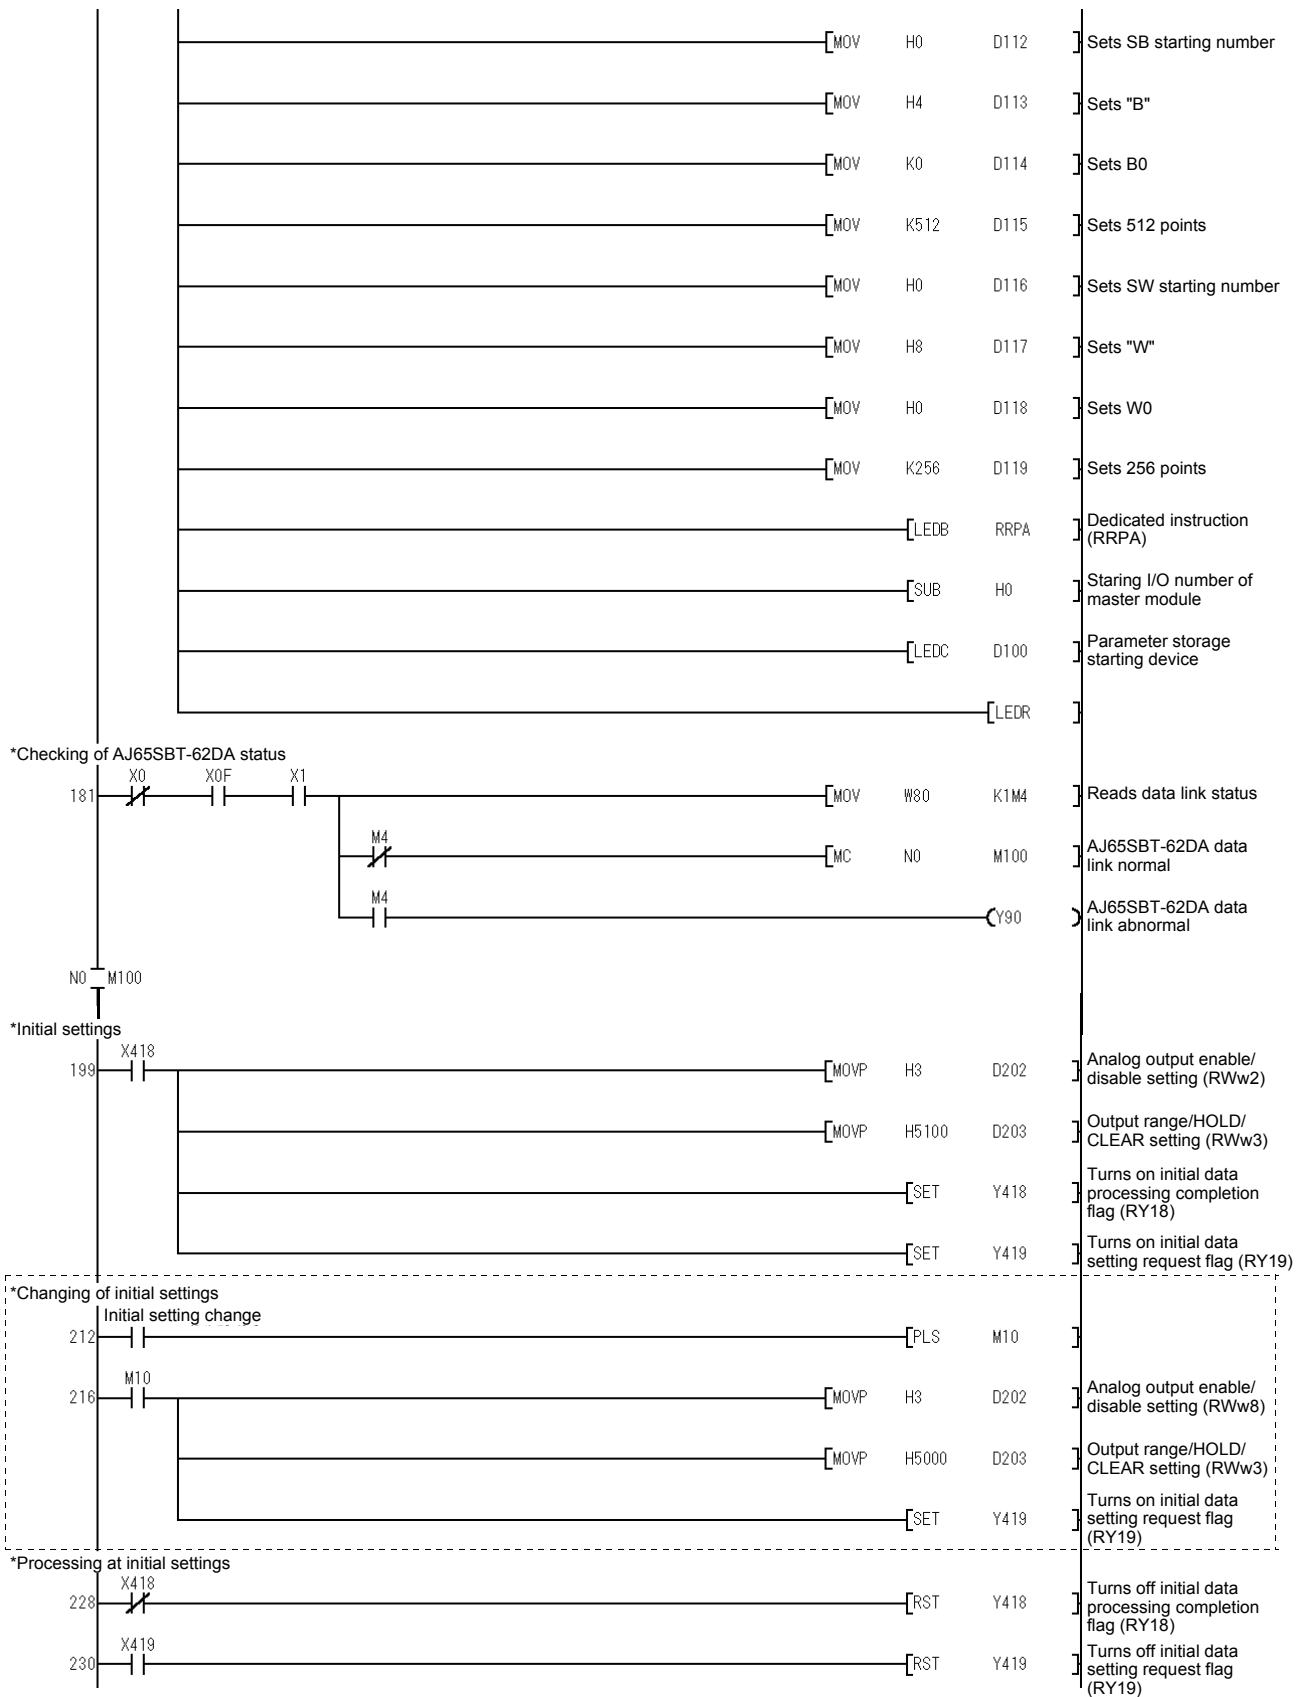 MOV H0 D112 Sets SB starting number
MOV H4 D113 Sets "B"
MOV K0 D114 Sets B0
MOV K512 D115 Sets 512 points
MOV H0 D116 Sets SW starting number
MOV H8 D117 Sets "W"
MOV H0 D118 Sets W0
MOV K256 D119 Sets 256 points
LEDB RRPA Dedicated instruction
(RRPA)
SUB H0 Staring I/O number of
master module
LEDC D100 Parameter storage
starting device
LEDR
*Checking of AJ65SBT-62DA status
X0 X0F X1
181 MOV W80 K1M4 Reads data link status
M4
MC N0 M100 AJ65SBT-62DA data
link normal
M4
Y90 AJ65SBT-62DA data
link abnormal
N0 M100
*Initial settings
X418
199 MOVP H3 D202 Analog output enable/
disable setting (RWw2)
MOVP H5100 D203 Output range/HOLD/
CLEAR setting (RWw3)
SET Y418 Turns on initial data
processing completion
flag (RY18)
SET Y419 Turns on initial data
setting request flag (RY19)
*Changing of initial settings
Initial setting change
212 PLS M10
M10
216 MOVP H3 D202 Analog output enable/
disable setting (RWw8)
MOVP H5000 D203 Output range/HOLD/
CLEAR setting (RWw3)
SET Y419 Turns on initial data
setting request flag
(RY19)
*Processing at initial settings
X418
228 RST Y418 Turns off initial data
processing completion
flag (RY18)
X419
230 RST Y419 Turns off initial data
setting request flag
(RY19)